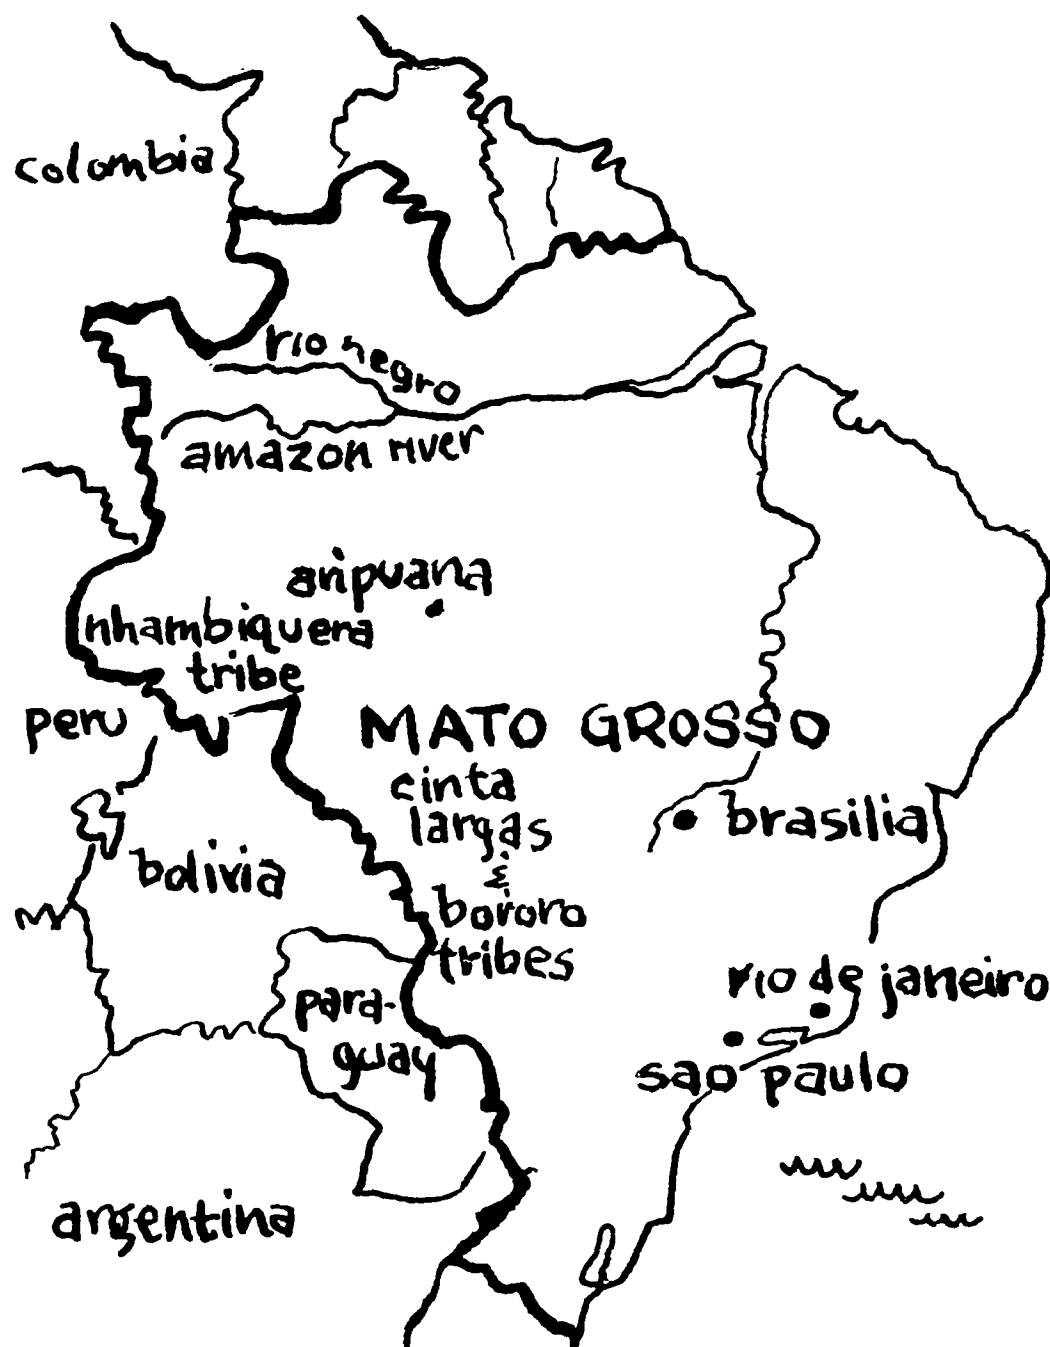 colombia
rio negro
amazon river
aripuana
nhambiquera
tribe
peru
MATO GROSSO
cinta
largas
&
bororo
tribes
brasilia
bolivia
rio de janeiro
para-
guay
sao paulo
argentina